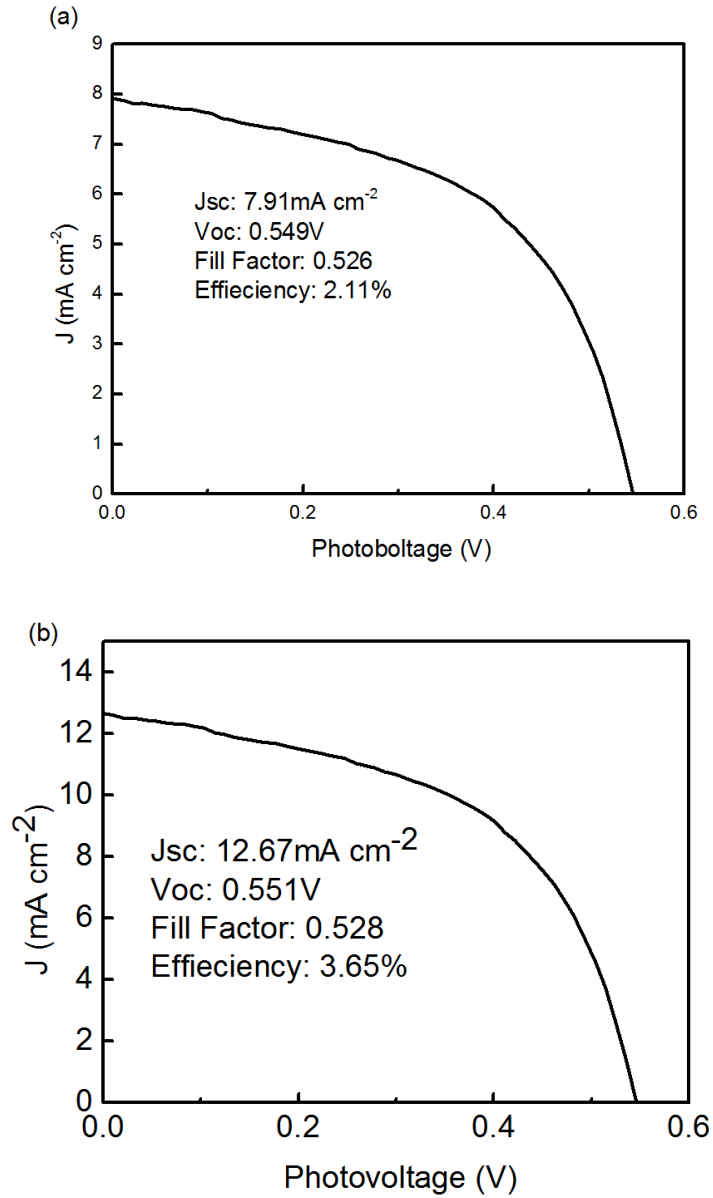 (a)
9
8
7
6
5
4
3
2
1
0
J (mA cm-2)
Jsc: 7.91mA cm-2
Voc: 0.549V
Fill Factor: 0.526
Effieciency: 2.11%
0.0 0.2 0.4 0.6
Photoboltage (V)
(b)
14
12
10
8
6
4
2
0
J (mA cm-2)
Jsc: 12.67mA cm-2
Voc: 0.551V
Fill Factor: 0.528
Effieciency: 3.65%
0.0 0.2 0.4 0.6
Photovoltage (V)